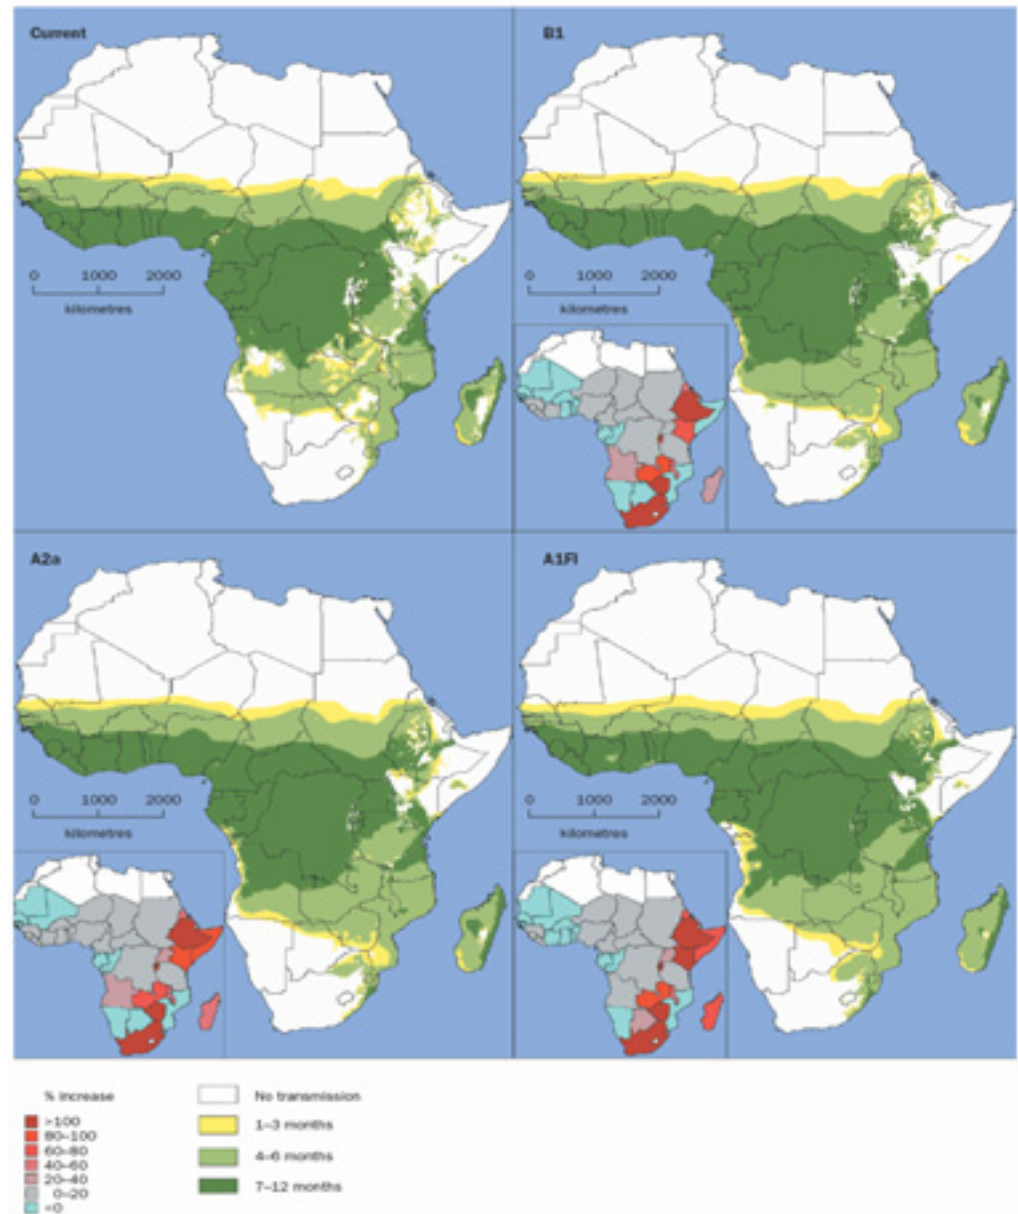 Current
B1
0 1000 2000
kilometres
0 1000 2000
kilometres
A2a
A1FI
0 1000 2000
kilometres
0 1000 2000
kilometres
% increase
>100
80–100
60–80
40–60
20–40
0–20
<0
No transmission
1–3 months
4–6 months
7–12 months